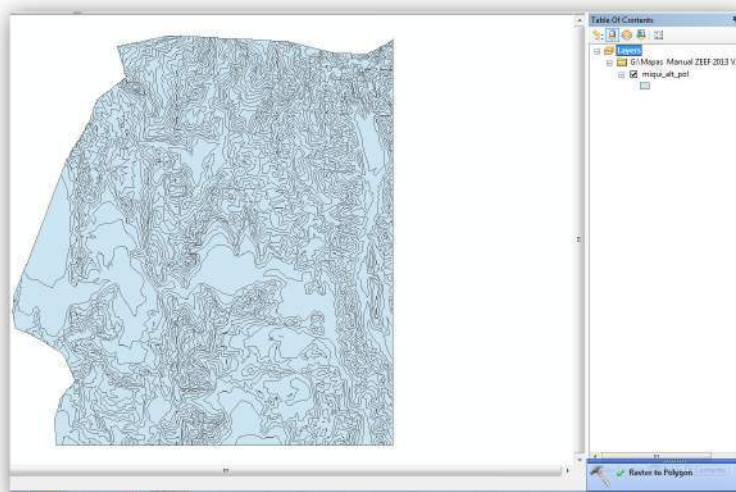 Table Of Contents
Layers
G:\Mapas Manual ZEEF 2013 V
miqui_alt_pol
Raster to Polygon